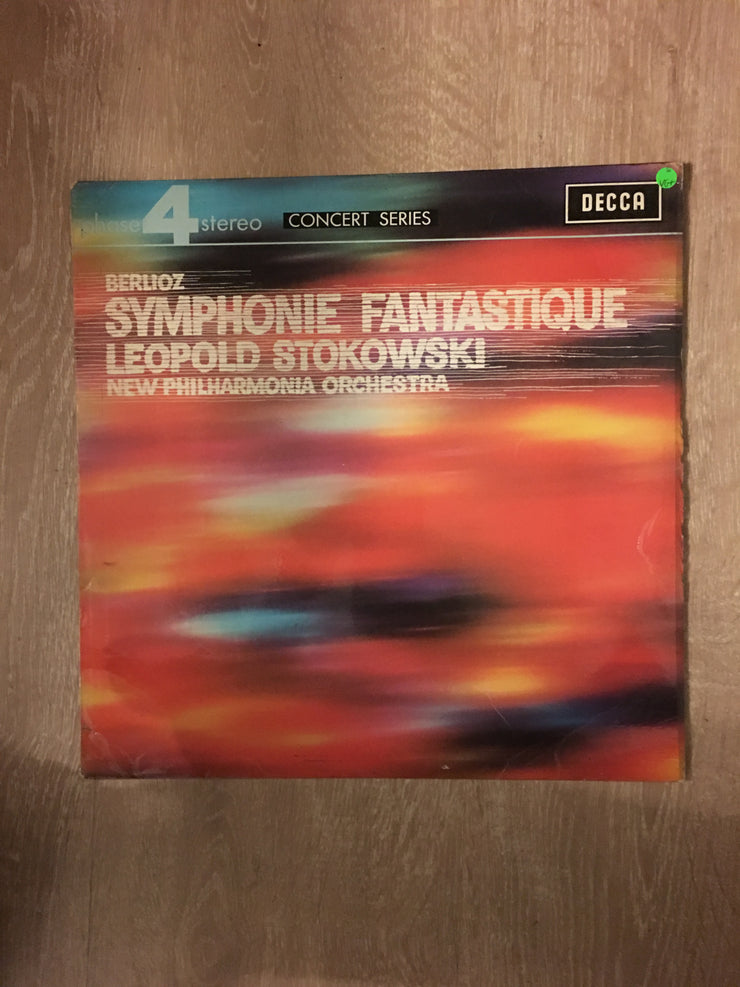 phase 4 stereo CONCERT SERIES
DECCA
BERLIOZ
SYMPHONIE FANTASTIQUE
LEOPOLD STOKOWSKI
NEW PHILHARMONIA ORCHESTRA